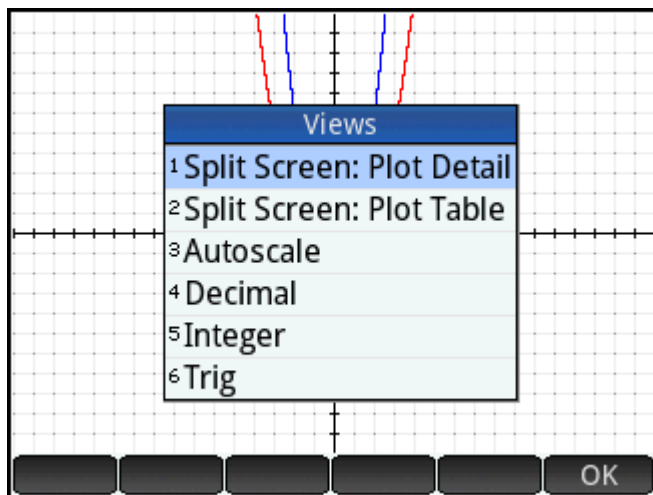 Views
1 Split Screen: Plot Detail
2 Split Screen: Plot Table
3 Autoscale
4 Decimal
5 Integer
6 Trig
OK